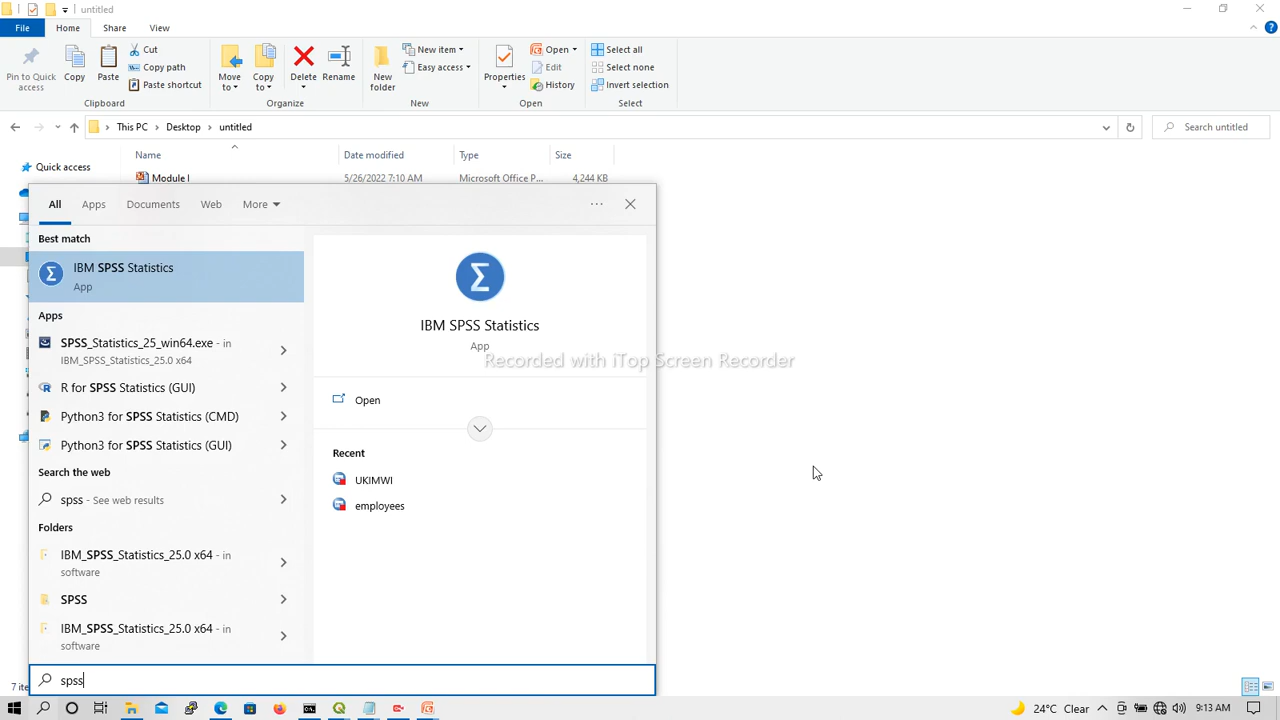 untitled
File Home Share View
Pin to Quick access
Copy
Paste
Cut
Copy path
Paste shortcut
Clipboard
Move to
Copy to
Delete
Rename
Organize
New folder
New item
Easy access
New
Properties
Open
Edit
History
Open
Select all
Select none
Invert selection
Select
This PC Desktop untitled
Search untitled
Quick access
Name Date modified Type Size
Module I 5/26/2022 7:10 AM Microsoft Office P... 4,244 KB
All Apps Documents Web More
Best match
IBM SPSS Statistics
App
Apps
SPSS_Statistics_25_win64.exe - in
IBM_SPSS_Statistics_25.0 x64
R for SPSS Statistics (GUI)
Python3 for SPSS Statistics (CMD)
Python3 for SPSS Statistics (GUI)
Search the web
spss - See web results
Folders
IBM_SPSS_Statistics_25.0 x64 - in
software
SPSS
IBM_SPSS_Statistics_25.0 x64 - in
software
IBM SPSS Statistics
App
Recorded with iTop Screen Recorder
Open
Recent
UKIMWI
employees
spss
7 ite
24°C Clear
9:13 AM